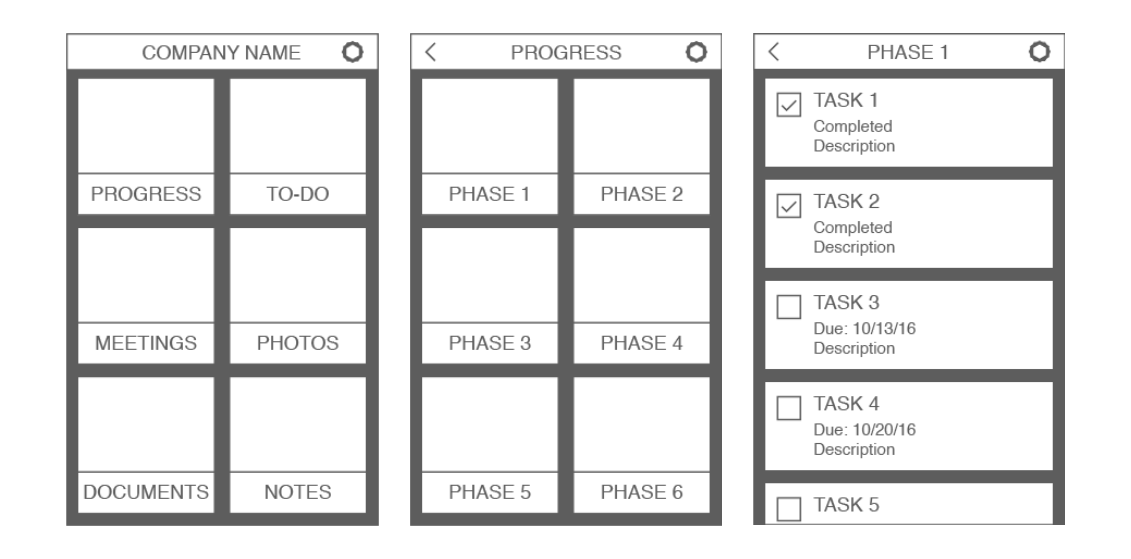 COMPANY NAME
PROGRESS
TO-DO
MEETINGS
PHOTOS
DOCUMENTS
NOTES
PROGRESS
PHASE 1
PHASE 2
PHASE 3
PHASE 4
PHASE 5
PHASE 6
PHASE 1
TASK 1
Completed
Description
TASK 2
Completed
Description
TASK 3
Due: 10/13/16
Description
TASK 4
Due: 10/20/16
Description
TASK 5